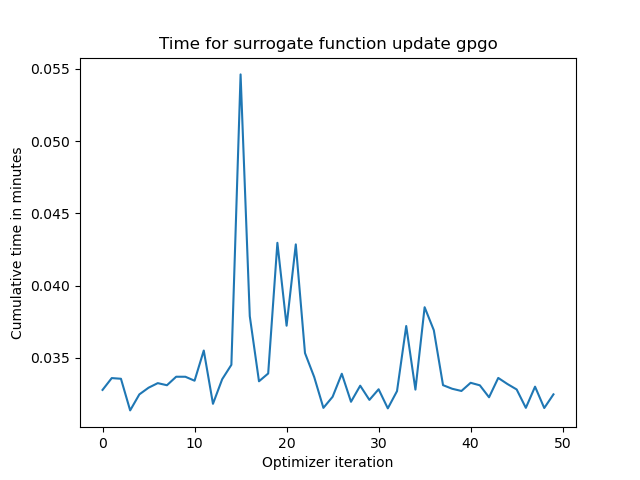 Time for surrogate function update gpgo
0.055
0.050
0.045
0.040
0.035
Cumulative time in minutes
0 10 20 30 40 50
Optimizer iteration